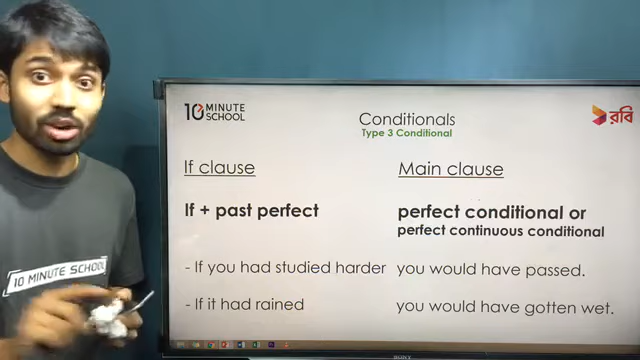 10 MINUTE
SCHOOL
রবি
Conditionals
Type 3 Conditional
If clause
Main clause
If + past perfect
perfect conditional or
perfect continuous conditional
- If you had studied harder you would have passed.
- If it had rained you would have gotten wet.
10 MINUTE SCHOOL
SONY